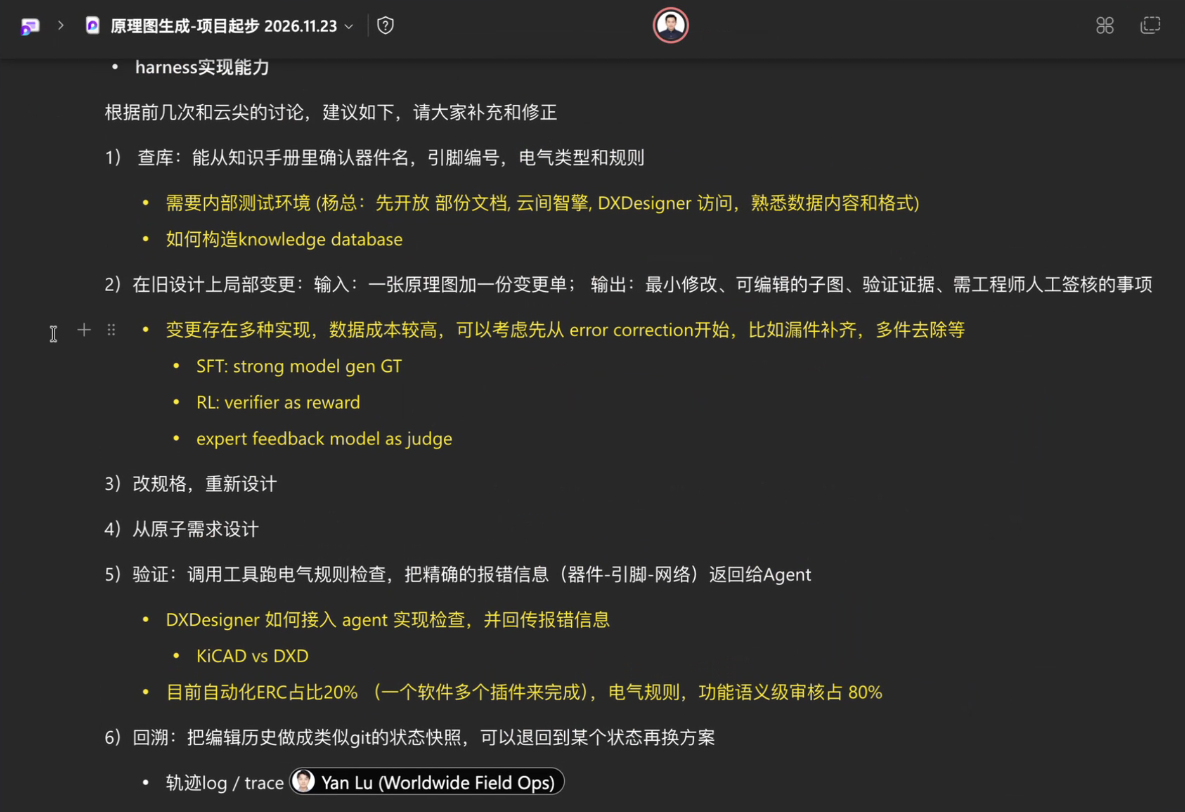 原理图生成-项目起步 2026.11.23
• harness实现能力
根据前几次和云尖的讨论，建议如下，请大家补充和修正
1） 查库：能从知识手册里确认器件名，引脚编号，电气类型和规则
• 需要内部测试环境 (杨总：先开放 部份文档, 云间智擎, DXDesigner 访问，熟悉数据内容和格式)
• 如何构造knowledge database
2）在旧设计上局部变更：输入：一张原理图加一份变更单； 输出：最小修改、可编辑的子图、验证证据、需工程师人工签核的事项
• 变更存在多种实现，数据成本较高，可以考虑先从 error correction开始，比如漏件补齐，多件去除等
• SFT: strong model gen GT
• RL: verifier as reward
• expert feedback model as judge
3）改规格，重新设计
4）从原子需求设计
5）验证：调用工具跑电气规则检查，把精确的报错信息（器件-引脚-网络）返回给Agent
• DXDesigner 如何接入 agent 实现检查，并回传报错信息
• KiCAD vs DXD
• 目前自动化ERC占比20% （一个软件多个插件来完成），电气规则，功能语义级审核占 80%
6）回溯：把编辑历史做成类似git的状态快照，可以退回到某个状态再换方案
• 轨迹log / trace Yan Lu (Worldwide Field Ops)